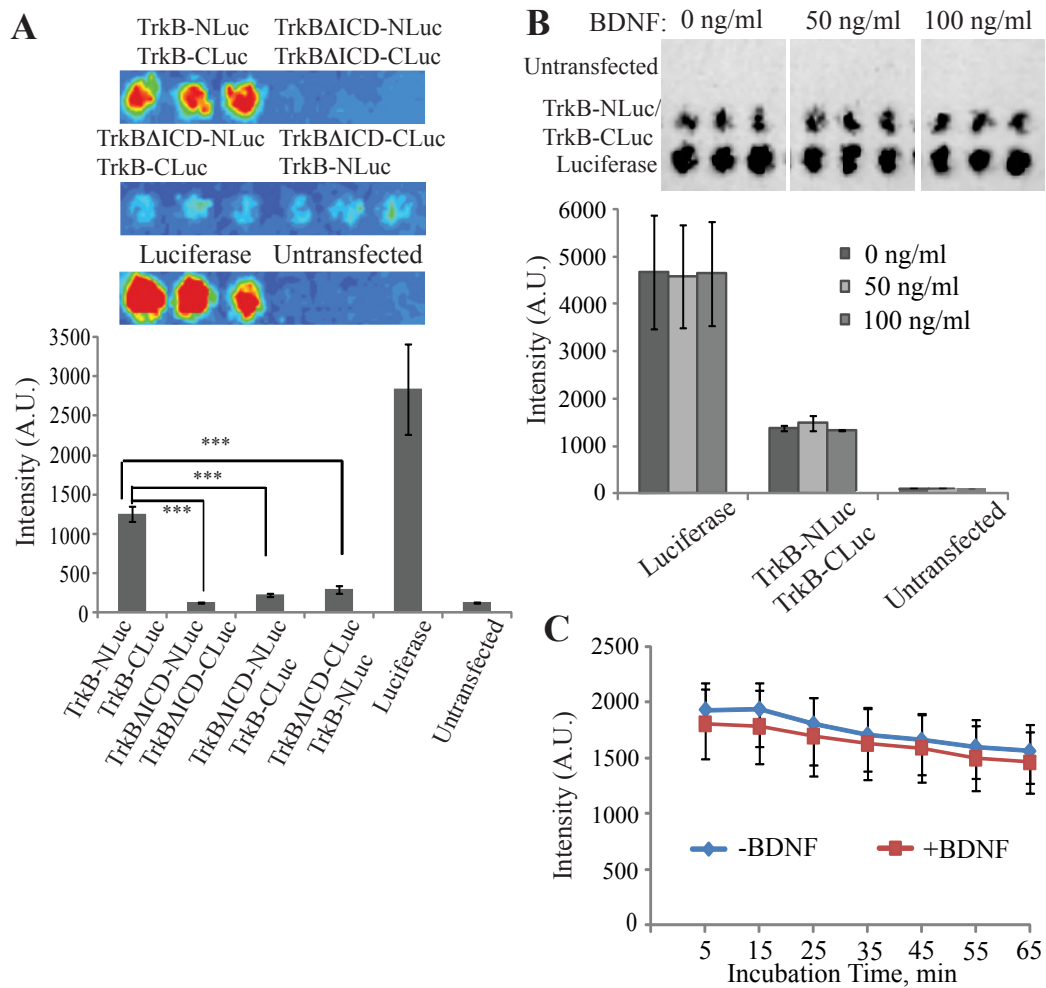 A
TrkB-NLuc TrkBΔICD-NLuc
TrkB-CLuc TrkBΔICD-CLuc
TrkBΔICD-NLuc TrkBΔICD-CLuc
TrkB-CLuc TrkB-NLuc
Luciferase Untransfected
Intensity (A.U.)
3500
3000
2500
2000
1500
1000
500
0
***
***
***
TrkB-NLuc
TrkB-CLuc
TrkBΔICD-NLuc
TrkBΔICD-CLuc
TrkBΔICD-NLuc
TrkB-CLuc
TrkBΔICD-CLuc
TrkB-NLuc
Luciferase
Untransfected
B
BDNF: 0 ng/ml 50 ng/ml 100 ng/ml
Untransfected
TrkB-NLuc/
TrkB-CLuc
Luciferase
Intensity (A.U.)
6000
5000
4000
3000
2000
1000
0
0 ng/ml
50 ng/ml
100 ng/ml
Luciferase
TrkB-NLuc
TrkB-CLuc
Untransfected
C
Intensity (A.U.)
2500
2000
1500
1000
500
0
-BDNF +BDNF
5 15 25 35 45 55 65
Incubation Time, min